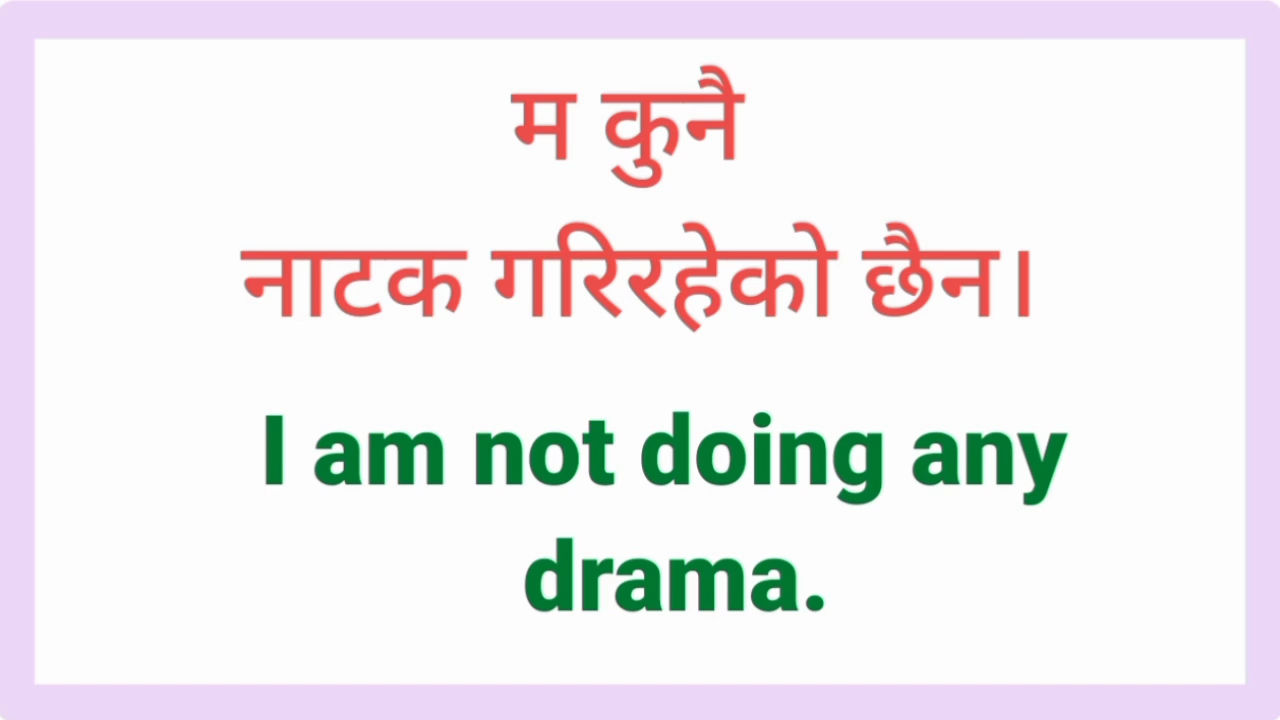 म कुनै
नाटक गरिरहेको छैन।
I am not doing any
drama.